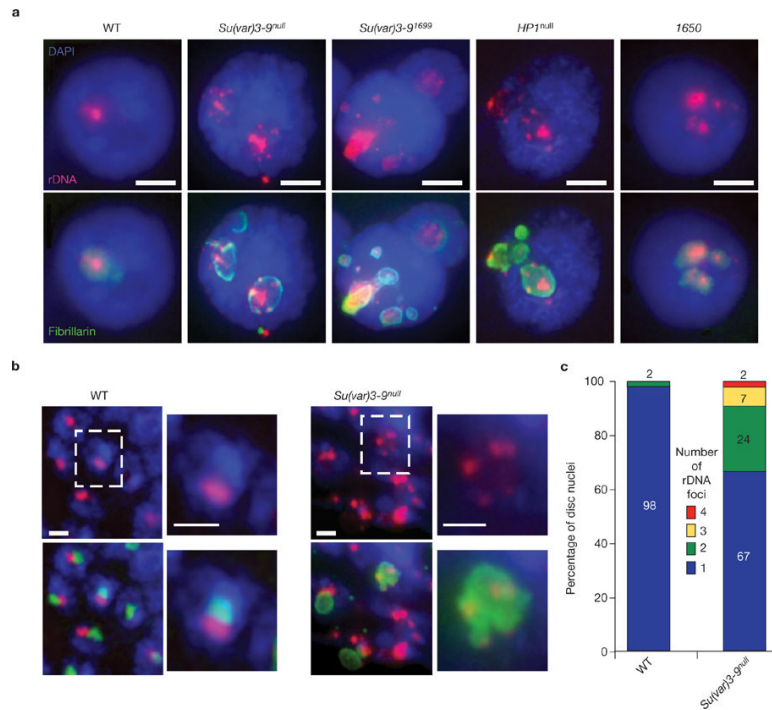 a
WT
Su(var)3-9null
Su(var)3-91699
HP1null
1650
DAPI
rDNA
Fibrillarin
b
WT
Su(var)3-9null
c
Percentage of disc nuclei
100
80
60
40
20
0
2
98
2
7
24
67
Number
of
rDNA
foci
4
3
2
1
WT
Su(var)3-9null